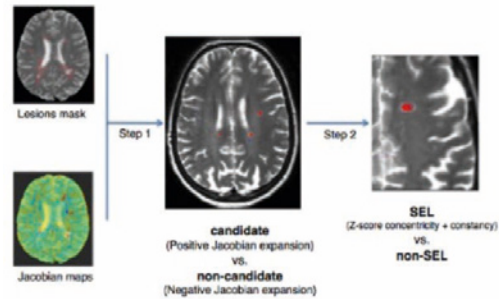 Lesions mask
Step 1
Step 2
Jacobian maps
candidate
(Positive Jacobian expansion)
vs.
non-candidate
(Negative Jacobian expansion)
SEL
(Z-score concentricity + constancy)
vs.
non-SEL